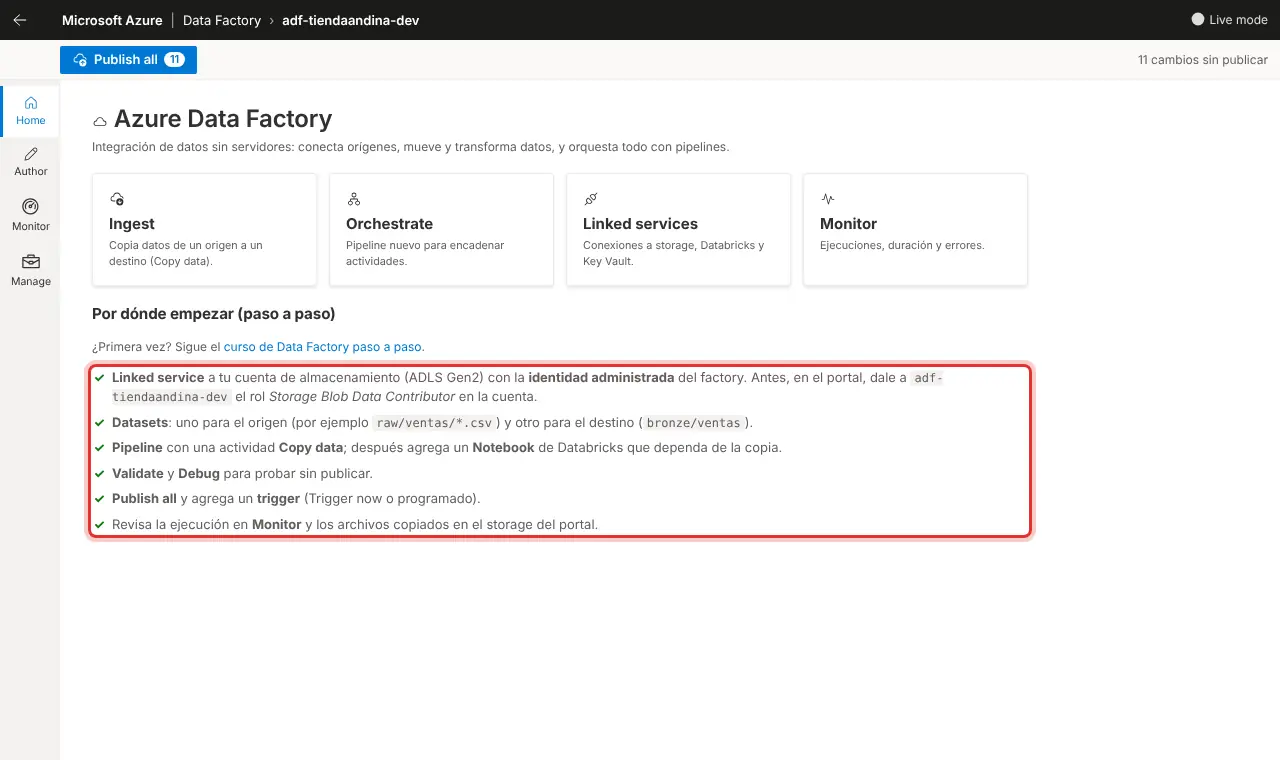 Microsoft Azure | Data Factory › adf-tiendaandina-dev
Live mode
Publish all 11
11 cambios sin publicar
Home
Author
Monitor
Manage
Azure Data Factory
Integración de datos sin servidores: conecta orígenes, mueve y transforma datos, y orquesta todo con pipelines.
Ingest
Copia datos de un origen a un
destino (Copy data).
Orchestrate
Pipeline nuevo para encadenar
actividades.
Linked services
Conexiones a storage, Databricks y
Key Vault.
Monitor
Ejecuciones, duración y errores.
Por dónde empezar (paso a paso)
¿Primera vez? Sigue el curso de Data Factory paso a paso.
Linked service a tu cuenta de almacenamiento (ADLS Gen2) con la identidad administrada del factory. Antes, en el portal, dale a adf-
tiendaandina-dev el rol Storage Blob Data Contributor en la cuenta.
Datasets: uno para el origen (por ejemplo raw/ventas/*.csv) y otro para el destino (bronze/ventas).
Pipeline con una actividad Copy data; después agrega un Notebook de Databricks que dependa de la copia.
Validate y Debug para probar sin publicar.
Publish all y agrega un trigger (Trigger now o programado).
Revisa la ejecución en Monitor y los archivos copiados en el storage del portal.